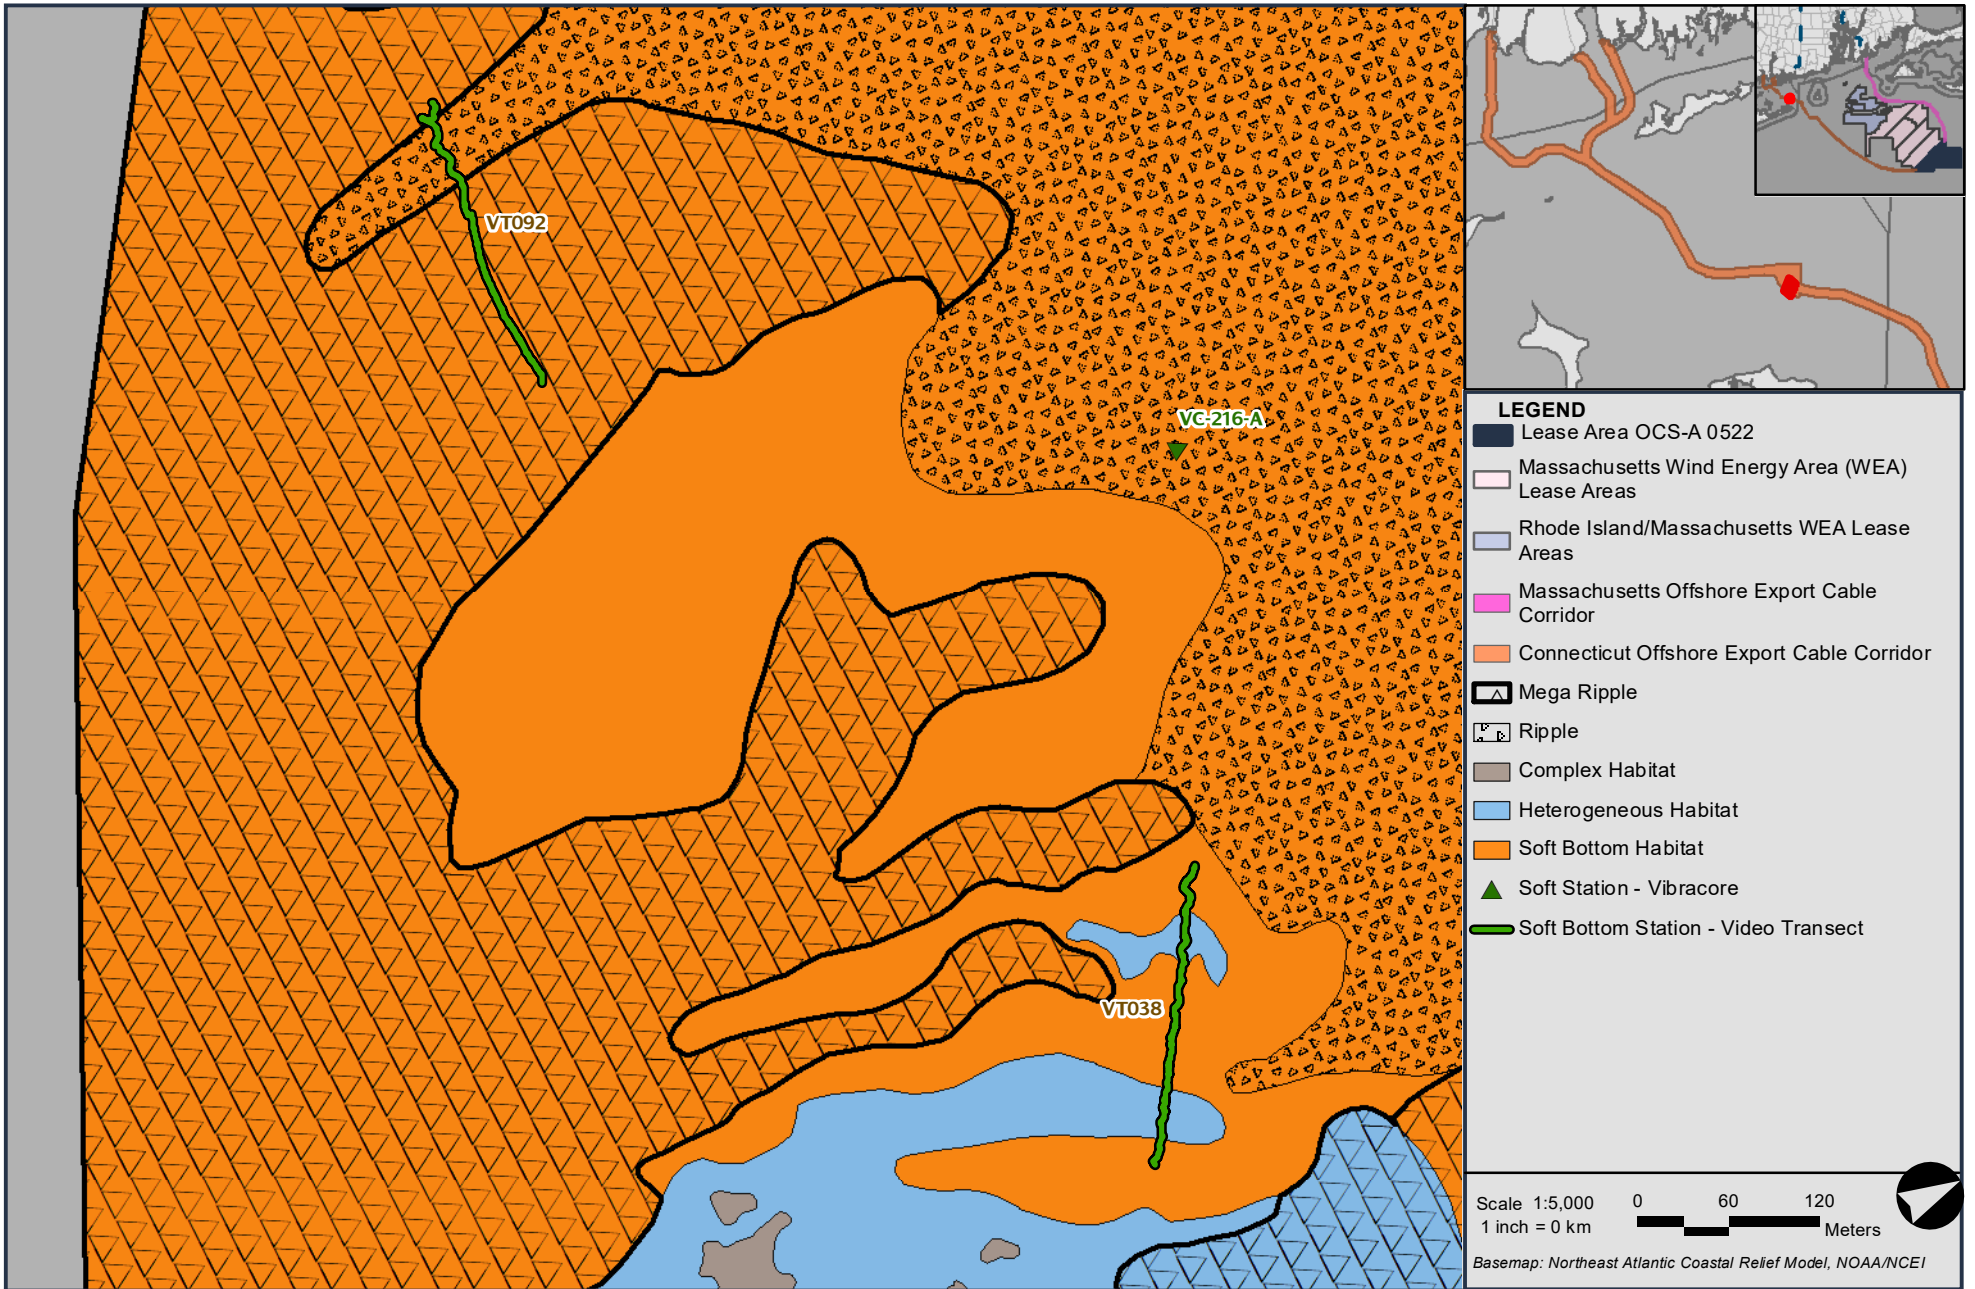 VT092
VC-216-A
VT038
LEGEND
Lease Area OCS-A 0522
Massachusetts Wind Energy Area (WEA)
Lease Areas
Rhode Island/Massachusetts WEA Lease
Areas
Massachusetts Offshore Export Cable
Corridor
Connecticut Offshore Export Cable Corridor
Mega Ripple
Ripple
Complex Habitat
Heterogeneous Habitat
Soft Bottom Habitat
Soft Station - Vibracore
Soft Bottom Station - Video Transect
Scale 1:5,000
1 inch = 0 km
0 60 120
Meters
Basemap: Northeast Atlantic Coastal Relief Model, NOAA/NCEI